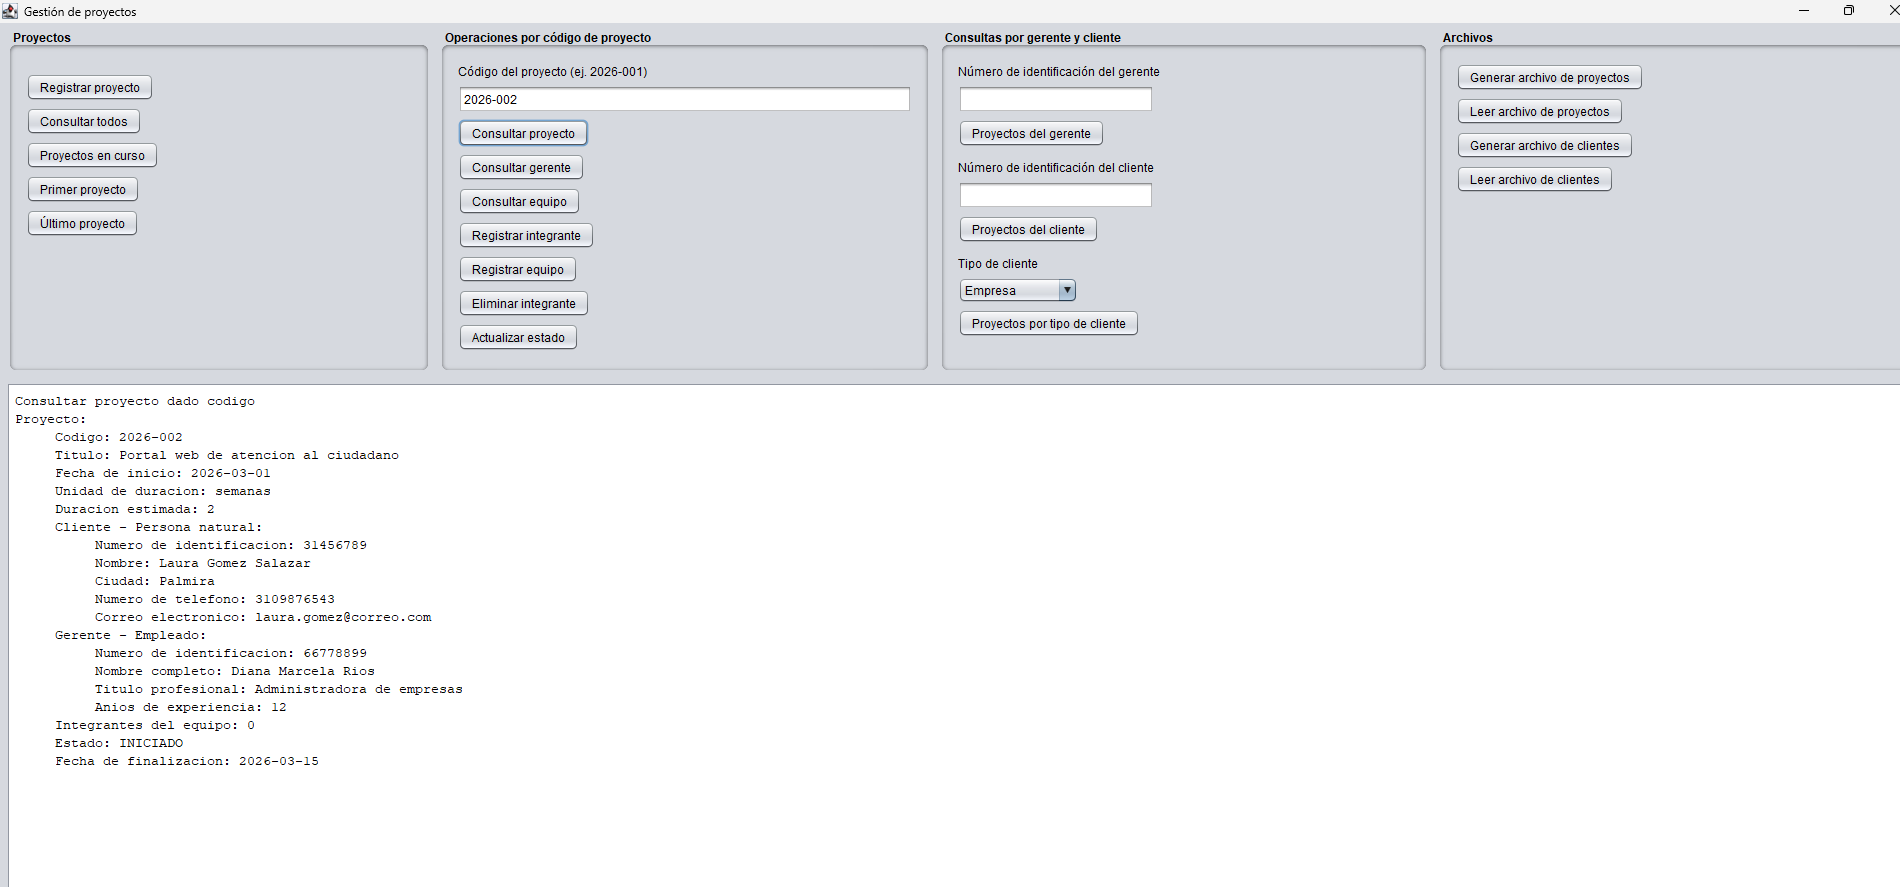 Gestión de proyectos
Proyectos
Registrar proyecto
Consultar todos
Proyectos en curso
Primer proyecto
Último proyecto
Operaciones por código de proyecto
Código del proyecto (ej. 2026-001)
2026-002
Consultar proyecto
Consultar gerente
Consultar equipo
Registrar integrante
Registrar equipo
Eliminar integrante
Actualizar estado
Consultas por gerente y cliente
Número de identificación del gerente
Proyectos del gerente
Número de identificación del cliente
Proyectos del cliente
Tipo de cliente
Empresa
Proyectos por tipo de cliente
Archivos
Generar archivo de proyectos
Leer archivo de proyectos
Generar archivo de clientes
Leer archivo de clientes
Consultar proyecto dado codigo
Proyecto:
Codigo: 2026-002
Titulo: Portal web de atencion al ciudadano
Fecha de inicio: 2026-03-01
Unidad de duracion: semanas
Duracion estimada: 2
Cliente - Persona natural:
Numero de identificacion: 31456789
Nombre: Laura Gomez Salazar
Ciudad: Palmira
Numero de telefono: 3109876543
Correo electronico: laura.gomez@correo.com
Gerente - Empleado:
Numero de identificacion: 66778899
Nombre completo: Diana Marcela Rios
Titulo profesional: Administradora de empresas
Anios de experiencia: 12
Integrantes del equipo: 0
Estado: INICIADO
Fecha de finalizacion: 2026-03-15